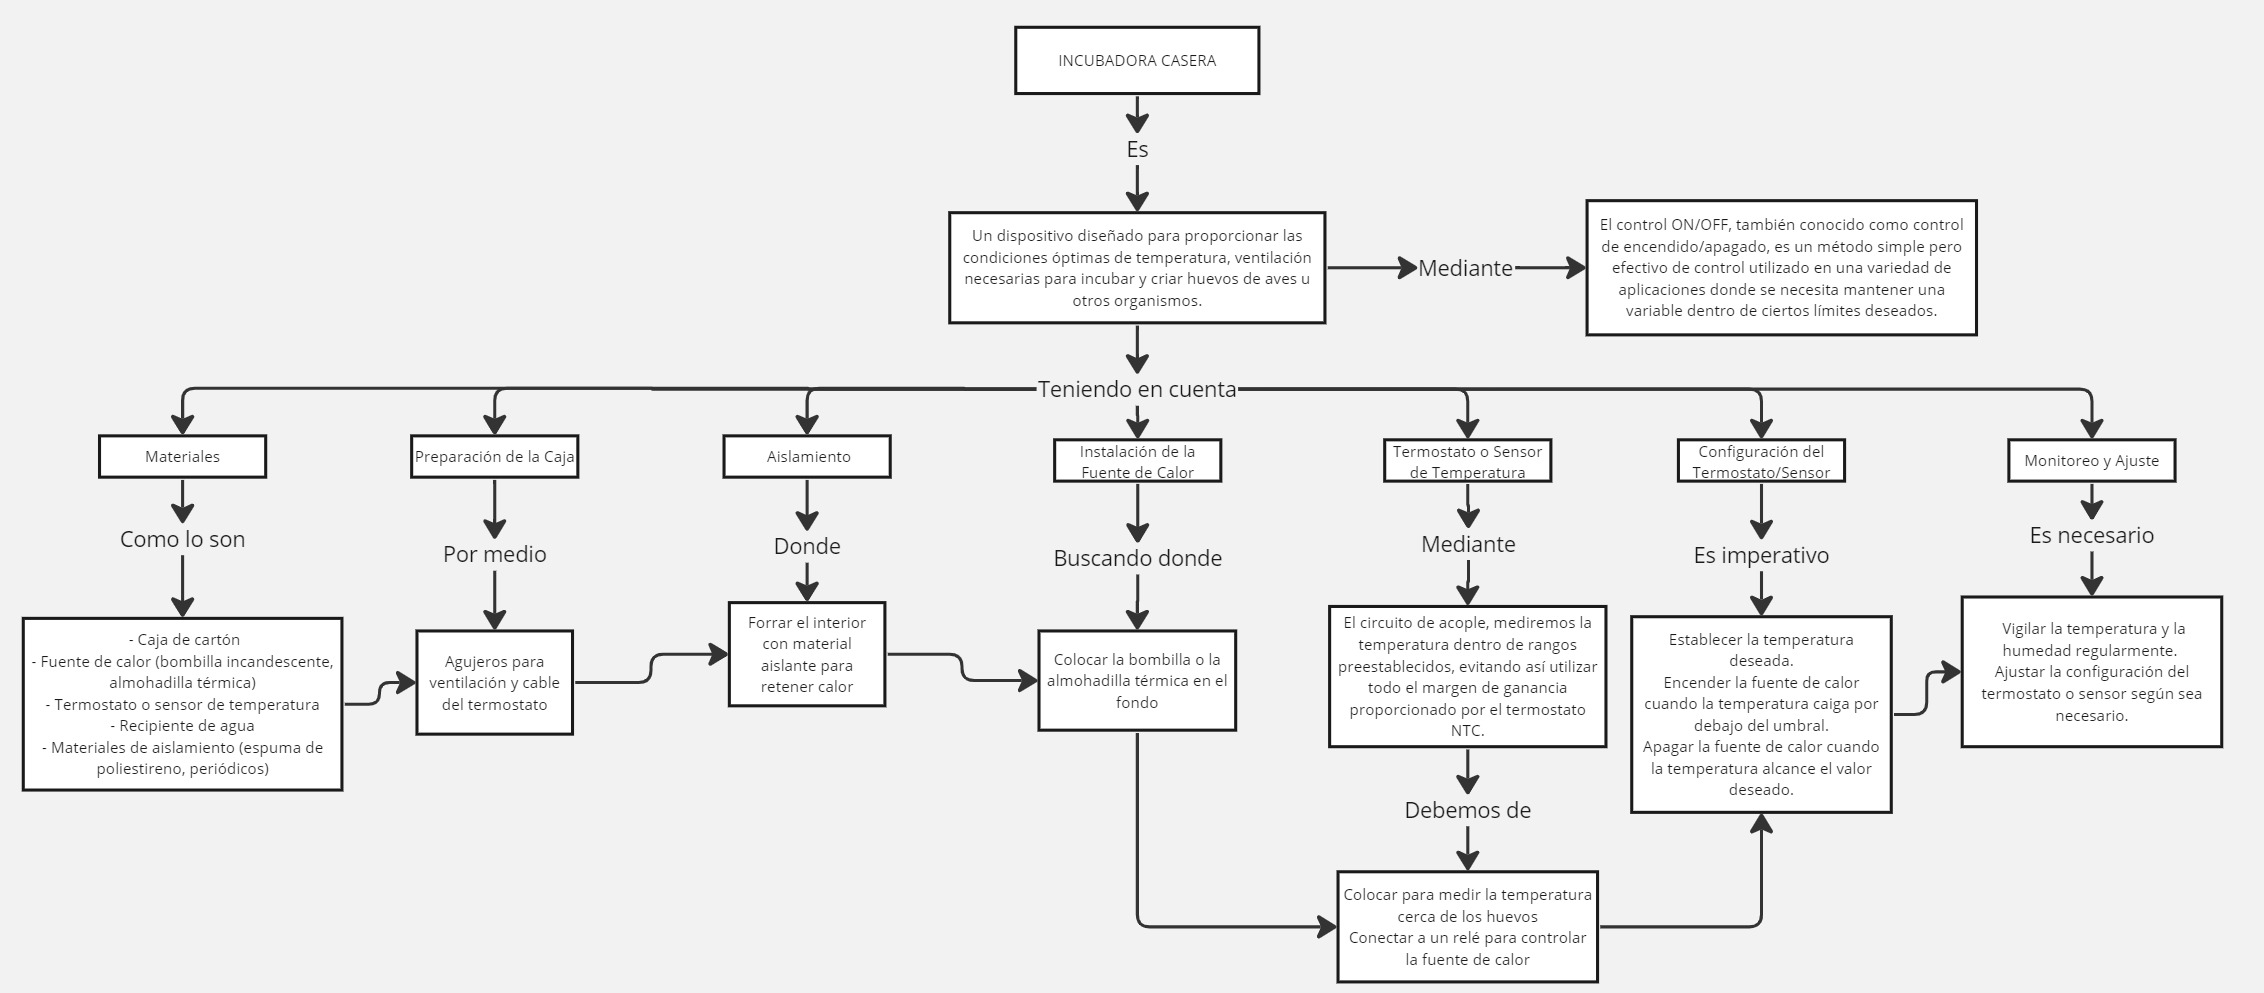 INCUBADORA CASERA
Es
Un dispositivo diseñado para proporcionar las
condiciones óptimas de temperatura, ventilación
necesarias para incubar y criar huevos de aves u
otros organismos.
Mediante
El control ON/OFF, también conocido como control
de encendido/apagado, es un método simple pero
efectivo de control utilizado en una variedad de
aplicaciones donde se necesita mantener una
variable dentro de ciertos límites deseados.
Teniendo en cuenta
Materiales
Como lo son
- Caja de cartón
- Fuente de calor (bombilla incandescente,
almohadilla térmica)
- Termostato o sensor de temperatura
- Recipiente de agua
- Materiales de aislamiento (espuma de
poliestireno, periódicos)
Preparación de la Caja
Por medio
Agujeros para
ventilación y cable
del termostato
Aislamiento
Donde
Forrar el interior
con material
aislante para
retener calor
Instalación de la
Fuente de Calor
Buscando donde
Colocar la bombilla o la
almohadilla térmica en el
fondo
Termostato o Sensor
de Temperatura
Mediante
El circuito de acople, mediremos la
temperatura dentro de rangos
preestablecidos, evitando así utilizar
todo el margen de ganancia
proporcionado por el termostato
NTC.
Debemos de
Colocar para medir la temperatura
cerca de los huevos
Conectar a un relé para controlar
la fuente de calor
Configuración del
Termostato/Sensor
Es imperativo
Establecer la temperatura
deseada.
Encender la fuente de calor
cuando la temperatura caiga por
debajo del umbral.
Apagar la fuente de calor cuando
la temperatura alcance el valor
deseado.
Monitoreo y Ajuste
Es necesario
Vigilar la temperatura y la
humedad regularmente.
Ajustar la configuración del
termostato o sensor según sea
necesario.